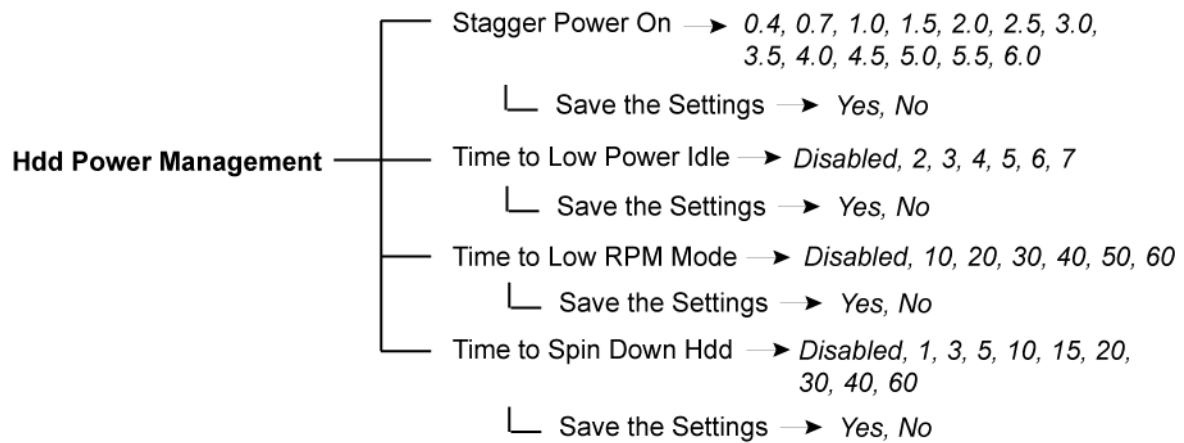 Stagger Power On 0.4, 0.7, 1.0, 1.5, 2.0, 2.5, 3.0,
3.5, 4.0, 4.5, 5.0, 5.5, 6.0
Save the Settings Yes, No
Hdd Power Management
Time to Low Power Idle Disabled, 2, 3, 4, 5, 6, 7
Save the Settings Yes, No
Time to Low RPM Mode Disabled, 10, 20, 30, 40, 50, 60
Save the Settings Yes, No
Time to Spin Down Hdd Disabled, 1, 3, 5, 10, 15, 20,
30, 40, 60
Save the Settings Yes, No